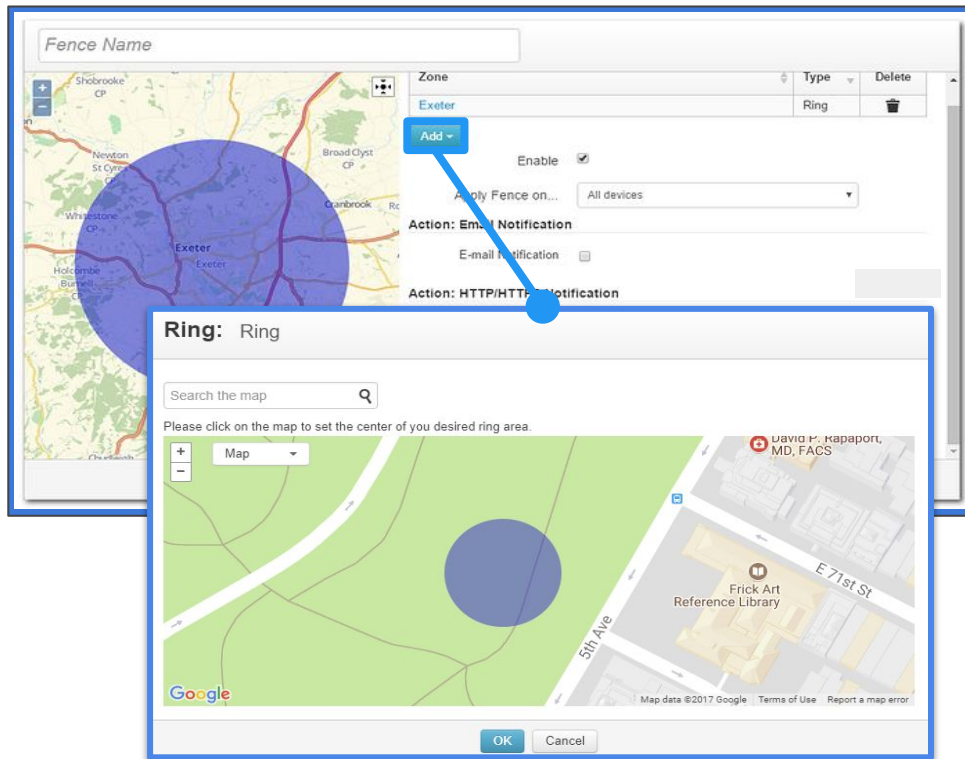 Fence Name
Shobrooke
CP
Newton
St Cyres
CP
Broad Clyst
CP
Cranbrook
Whitestone
CP
Exeter
Exeter
Holcombe
Burnell
CP
Zone Type Delete
Exeter Ring
Add
Enable
Apply Fence on... All devices
Action: Email Notification
E-mail Notification
Action: HTTP/HTTPS Notification
Ring: Ring
Search the map
Please click on the map to set the center of you desired ring area.
+ Map
−
David P. Rapaport,
MD, FACS
E 71st St
Frick Art
Reference Library
5th Ave
Google
Map data ©2017 Google Terms of Use Report a map error
OK Cancel